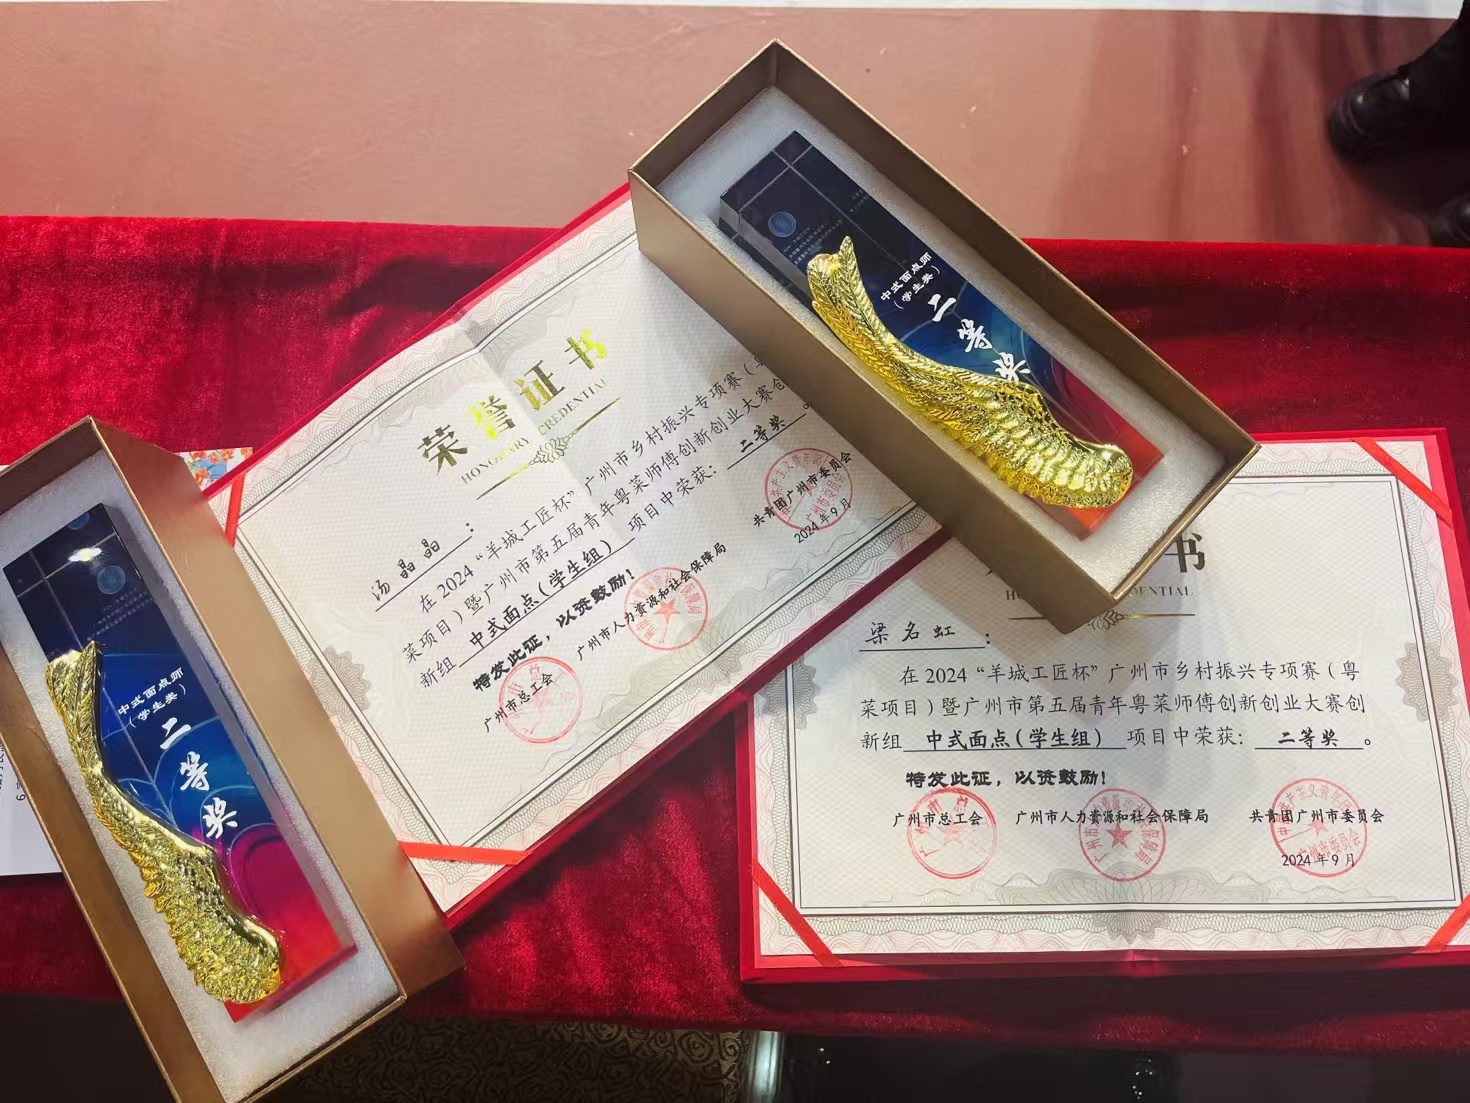 荣誉证书
HONORARY CREDENTIAL
汤晶晶：
在2024“羊城工匠杯”广州市乡村振兴专项赛（粤
菜项目）暨广州市第五届青年粤菜师傅创新创业大赛创
新组 中式面点（学生组） 项目中荣获： 二等奖 。
特发此证，以资鼓励！
广州市总工会
广州市人力资源和社会保障局
共青团广州市委员会
2024年9月
中式面点师
（学生奖）
二等奖
中式面点师
（学生奖）
二等奖
书
梁名虹：
在2024“羊城工匠杯”广州市乡村振兴专项赛（粤
菜项目）暨广州市第五届青年粤菜师傅创新创业大赛创
新组 中式面点（学生组） 项目中荣获： 二等奖 。
特发此证，以资鼓励！
广州市总工会 广州市人力资源和社会保障局 共青团广州市委员会
2024年9月